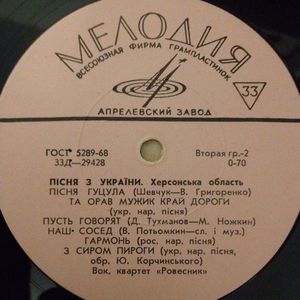 МЕЛОДИЯ
ВСЕСОЮЗНАЯ ФИРМА ГРАМПЛАСТИНОК
33
АПРЕЛЕВСКИЙ ЗАВОД
ГОСТ 5289-68 Вторая гр.-2
33Д—29428 0-70
ПІСНЯ З УКРАЇНИ. Херсонська область
ПІСНЯ ГУЦУЛА (Шевчук—В. Григоренко)
ТА ОРАВ МУЖИК КРАЙ ДОРОГИ
(укр. нар. пісня)
ПУСТЬ ГОВОРЯТ (Д. Тухманов—М. Ножкин)
НАШ СОСЕД (В. Потьомкин—сл. і муз.)
ГАРМОНЬ (рос. нар. пісня)
З СИРОМ ПИРОГИ (укр. нар. пісня,
обр. Ю. Корчинського)
Вок. квартет «Ровесник»